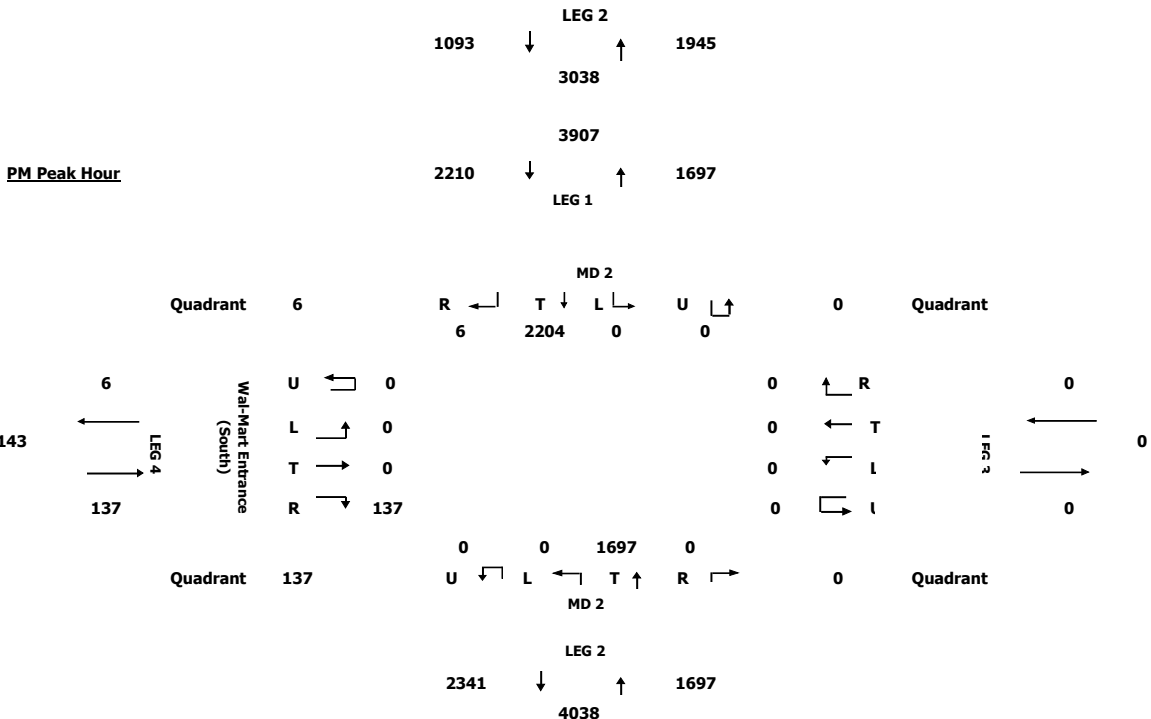 LEG 2
1093 1945
3038
3907
PM Peak Hour 2210 1697
LEG 1
MD 2
Quadrant 6 R T L U 0 Quadrant
6 2204 0 0
6 U 0 0 R 0
L 0 0 T
143 LEG 4 Wal-Mart Entrance 0
(South)
T 0 0 L
137 R 137 0 0
0 0 1697 0
Quadrant 137 U L T R 0 Quadrant
MD 2
LEG 2
2341 1697
4038